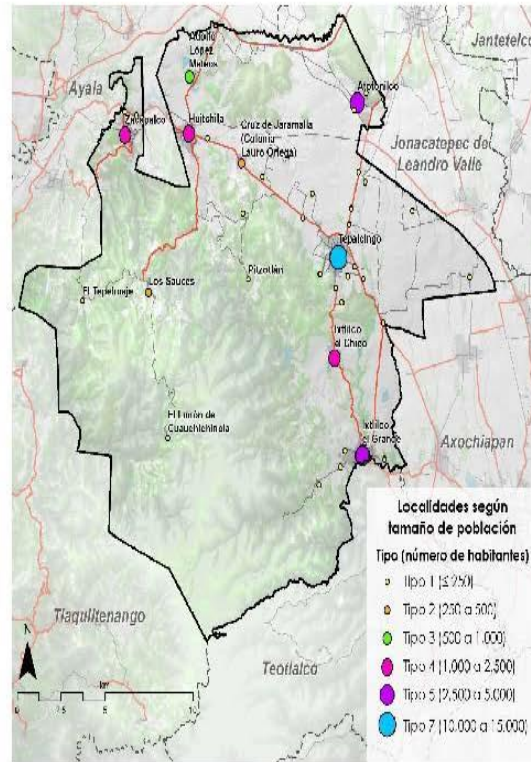 Jantetelco
Adolfo
López
Mateos
Ayala
Atotonilco
Zacapalco
Huitchila
Cruz de Jaramalla
(Colonia
Lauro Ortega)
Jonacatepec de
Leandro Valle
Tepalcingo
Pitzotlán
El Tepehuaje
Los Sauces
Ixtlilco
el Chico
El Limón de
Cuauchichinola
Ixtlilco
el Grande
Axochiapan
Localidades según
tamaño de población
Tipo (número de habitantes)
Tipo 1 (≤ 250)
Tipo 2 (250 a 500)
Tipo 3 (500 a 1,000)
Tipo 4 (1,000 a 2,500)
Tipo 5 (2,500 a 5,000)
Tipo 7 (10,000 a 15,000)
Tlaquiltenango
Teotlalco
N
km
0 2.5 5 10